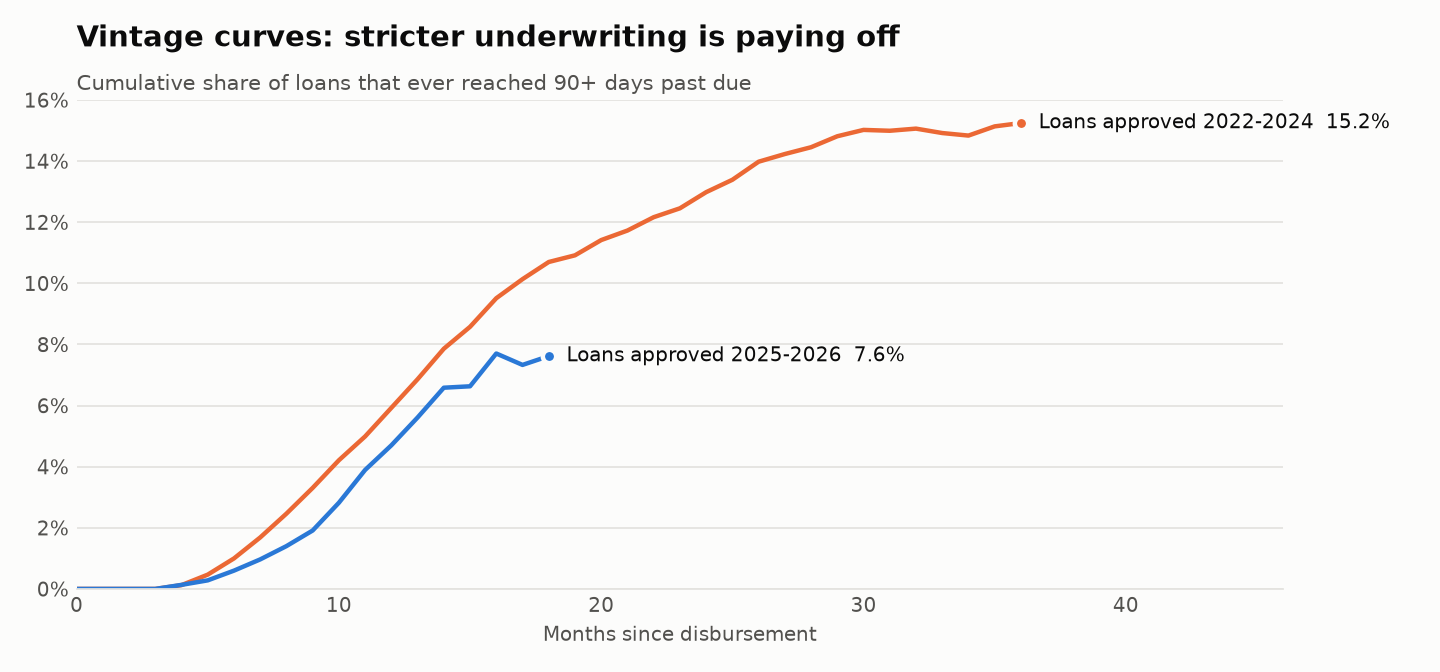 Vintage curves: stricter underwriting is paying off
Cumulative share of loans that ever reached 90+ days past due
16%
Loans approved 2022-2024  15.2%
14%
12%
10%
8%
Loans approved 2025-2026  7.6%
6%
4%
2%
0%
0 10 20 30 40
Months since disbursement